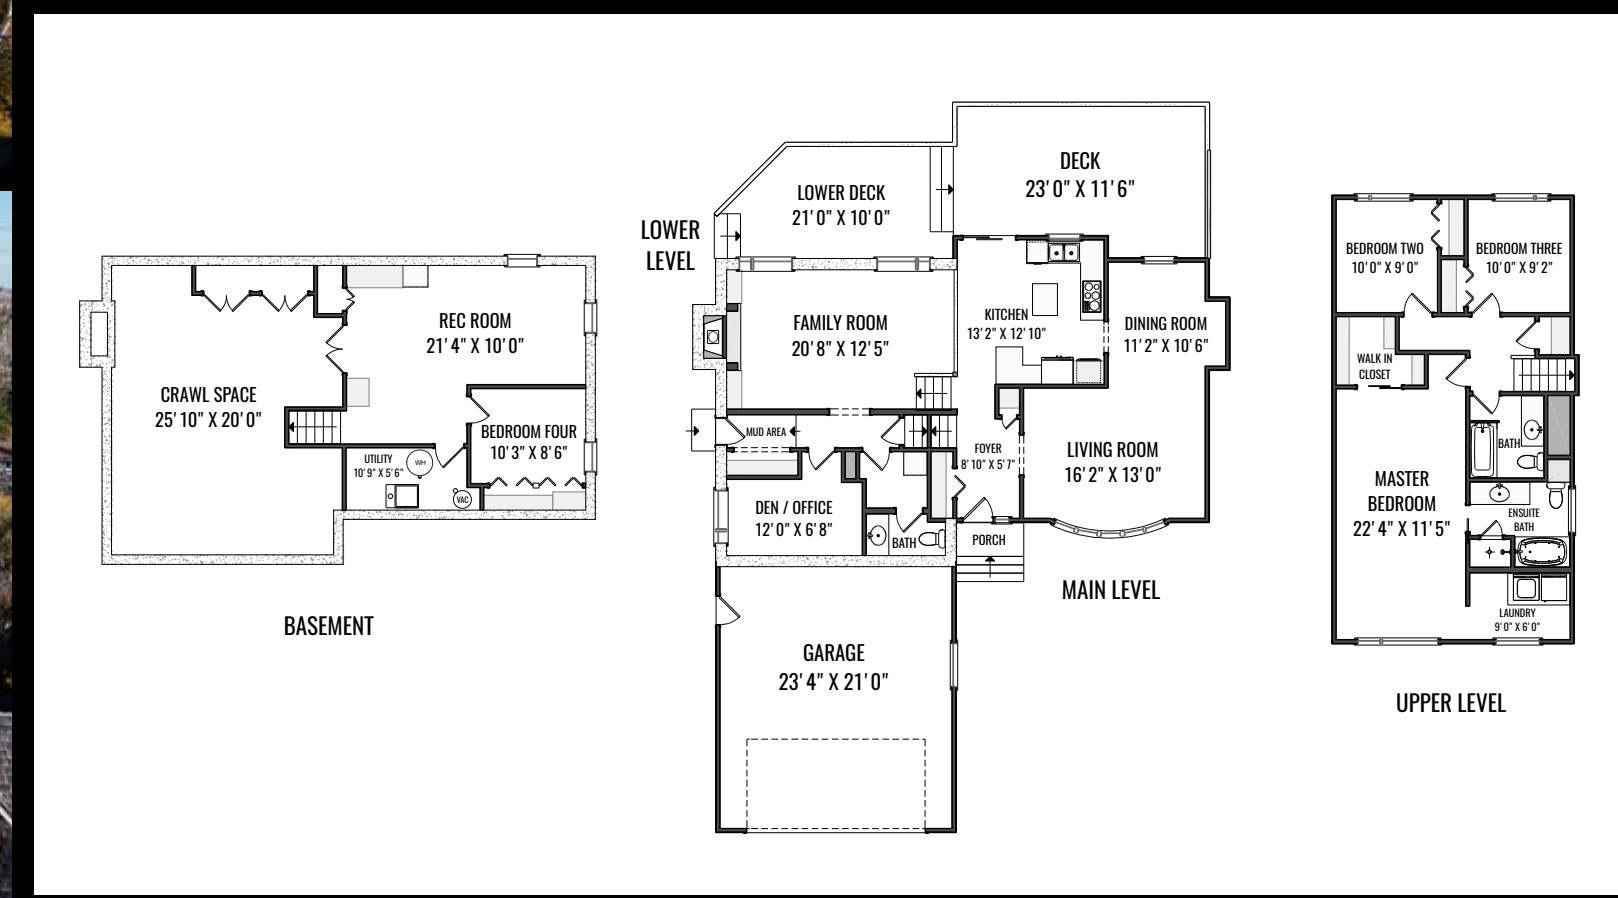 REC ROOM
21'4" X 10'0"
CRAWL SPACE
25'10" X 20'0"
BEDROOM FOUR
10'3" X 8'6"
UTILITY
10'9" X 5'6"
WH
VAC
BASEMENT
LOWER
LEVEL
LOWER DECK
21'0" X 10'0"
DECK
23'0" X 11'6"
FAMILY ROOM
20'8" X 12'5"
KITCHEN
13'2" X 12'10"
DINING ROOM
11'2" X 10'6"
MUD AREA
FOYER
8'10" X 5'7"
LIVING ROOM
16'2" X 13'0"
DEN / OFFICE
12'0" X 6'8"
BATH
PORCH
MAIN LEVEL
GARAGE
23'4" X 21'0"
BEDROOM TWO
10'0" X 9'0"
BEDROOM THREE
10'0" X 9'2"
WALK IN
CLOSET
BATH
MASTER
BEDROOM
22'4" X 11'5"
ENSUITE
BATH
LAUNDRY
9'0" X 6'0"
UPPER LEVEL